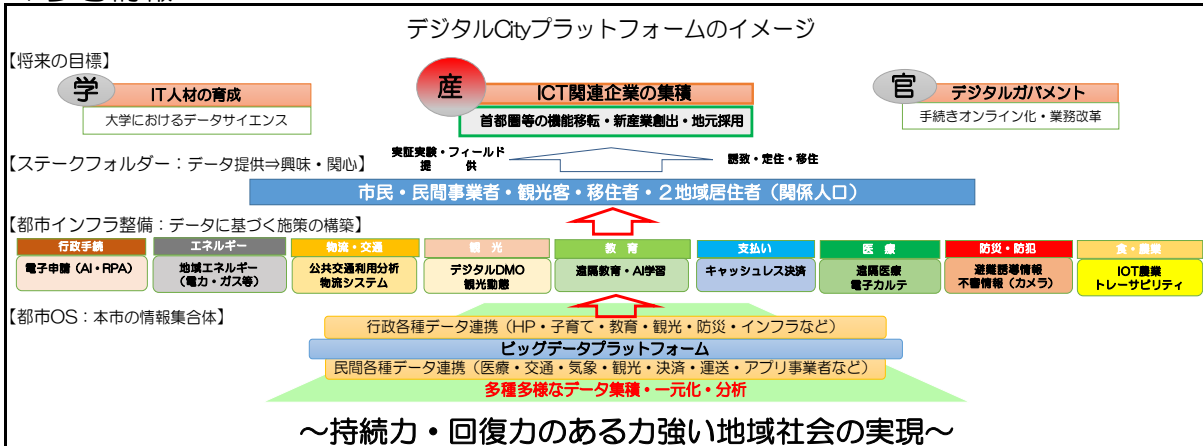 デジタルCityプラットフォームのイメージ
【将来の目標】
学
IT人材の育成
大学におけるデータサイエンス
産
ICT関連企業の集積
首都圏等の機能移転・新産業創出・地元採用
官
デジタルガバメント
手続きオンライン化・業務改革
【ステークフォルダー：データ提供⇒興味・関心】
実証実験・フィールド
提　供
誘致・定住・移住
市民・民間事業者・観光客・移住者・２地域居住者（関係人口）
【都市インフラ整備：データに基づく施策の構築】
行政手続
電子申請（AI・RPA）
エネルギー
地域エネルギー
（電力・ガス等）
物流・交通
公共交通利用分析
物流システム
観 光
デジタルDMO
観光動態
教 育
遠隔教育・AI学習
支払い
キャッシュレス決済
医 療
遠隔医療
電子カルテ
防災・防犯
避難誘導情報
不審情報（カメラ）
食・農業
IOT農業
トレーサビリティ
【都市OS：本市の情報集合体】
行政各種データ連携（HP・子育て・教育・観光・防災・インフラなど）
ビッグデータプラットフォーム
民間各種データ連携（医療・交通・気象・観光・決済・運送・アプリ事業者など）
多種多様なデータ集積・一元化・分析
～持続力・回復力のある力強い地域社会の実現～